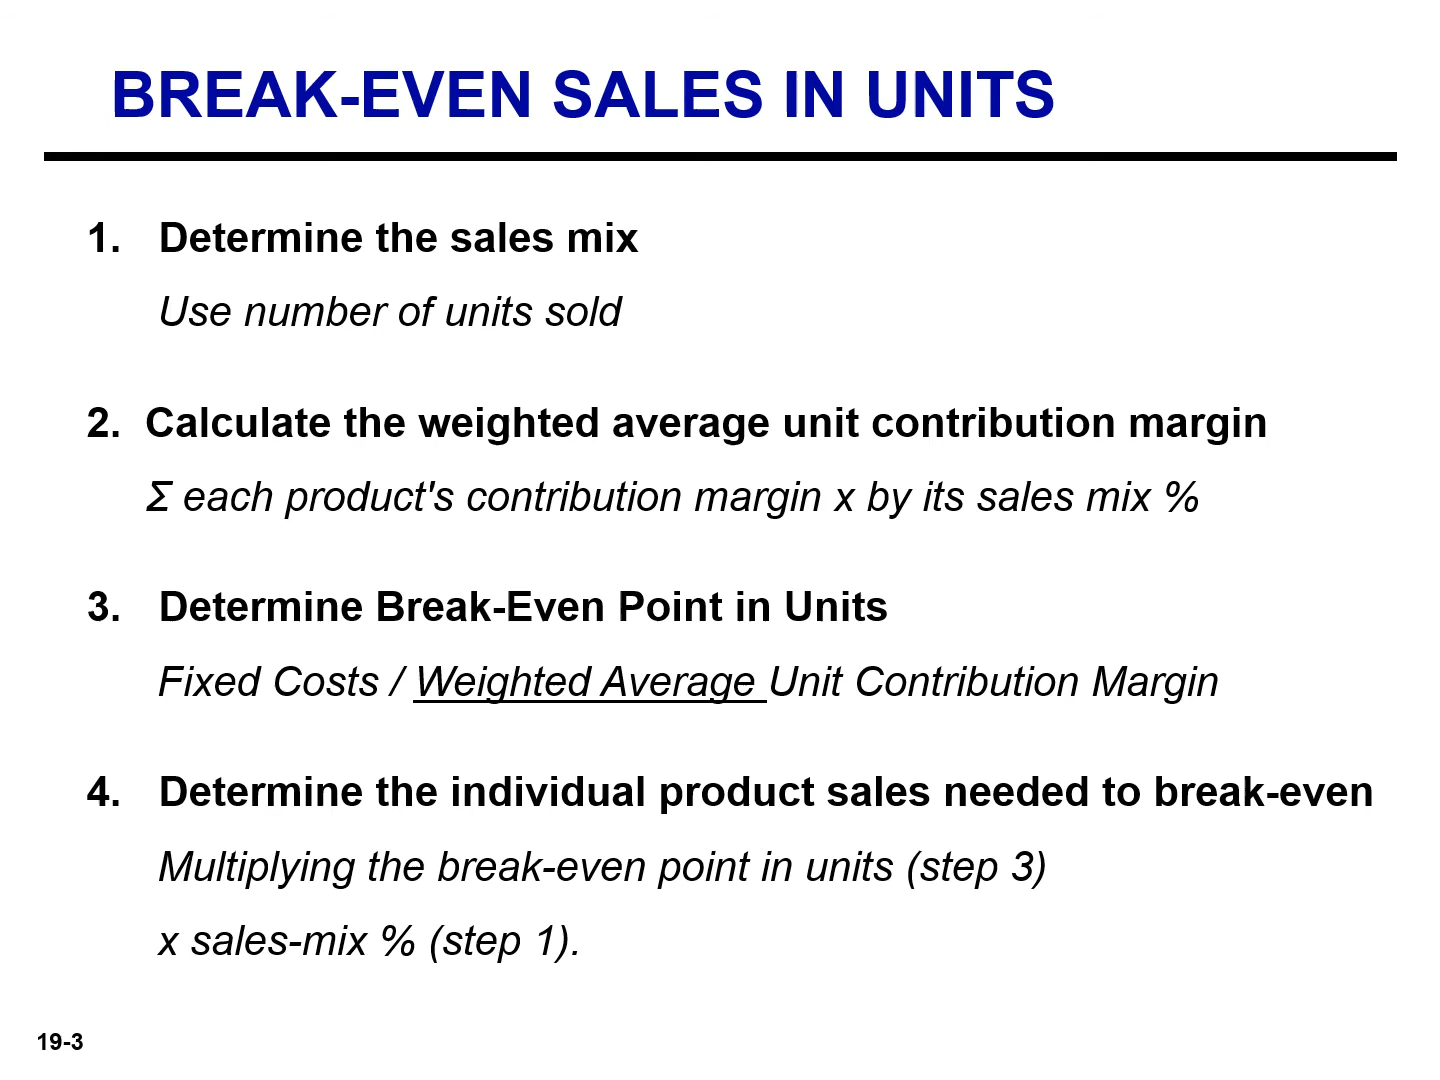 BREAK-EVEN SALES IN UNITS
1. Determine the sales mix
Use number of units sold
2. Calculate the weighted average unit contribution margin
Σ each product's contribution margin x by its sales mix %
3. Determine Break-Even Point in Units
Fixed Costs / Weighted Average Unit Contribution Margin
4. Determine the individual product sales needed to break-even
Multiplying the break-even point in units (step 3)
x sales-mix % (step 1).
19-3